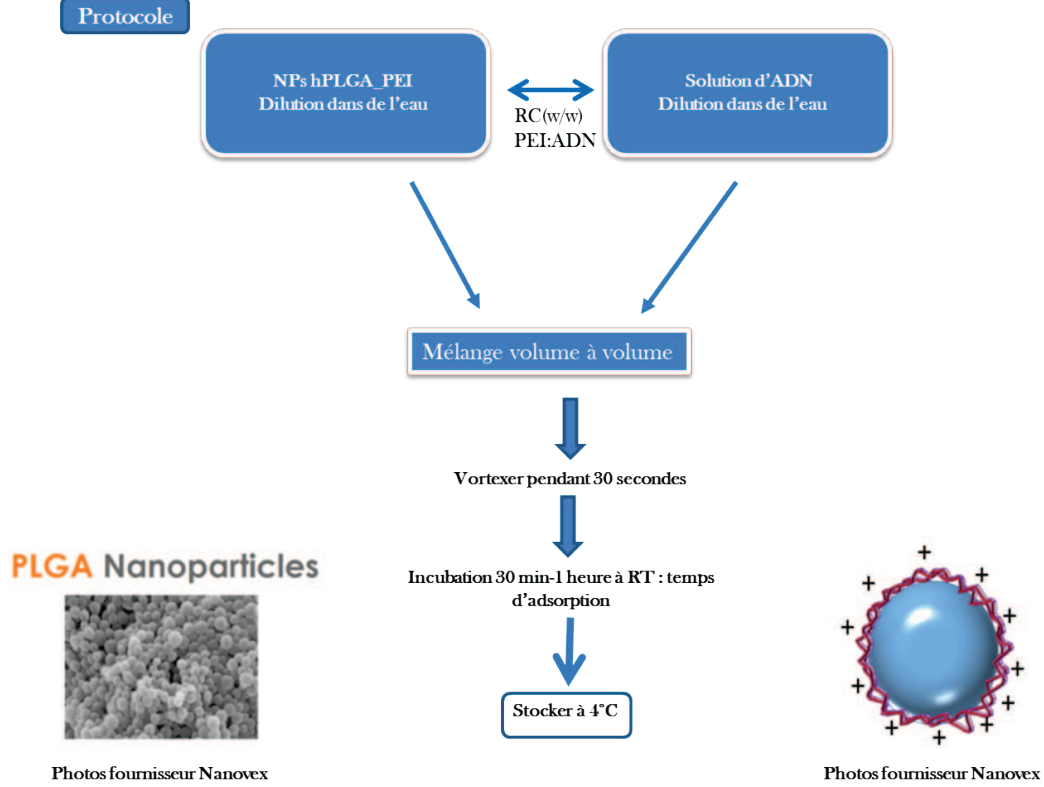 Protocole
NPs hPLGA_PEI
Dilution dans de l'eau
RC(w/w)
PEI:ADN
Solution d'ADN
Dilution dans de l'eau
Mélange volume à volume
Vortexer pendant 30 secondes
Incubation 30 min-1 heure à RT : temps
d'adsorption
Stocker à 4°C
PLGA Nanoparticles
Photos fournisseur Nanovex
+
+
+
+
+
+
+
+
+
+
+
+
Photos fournisseur Nanovex